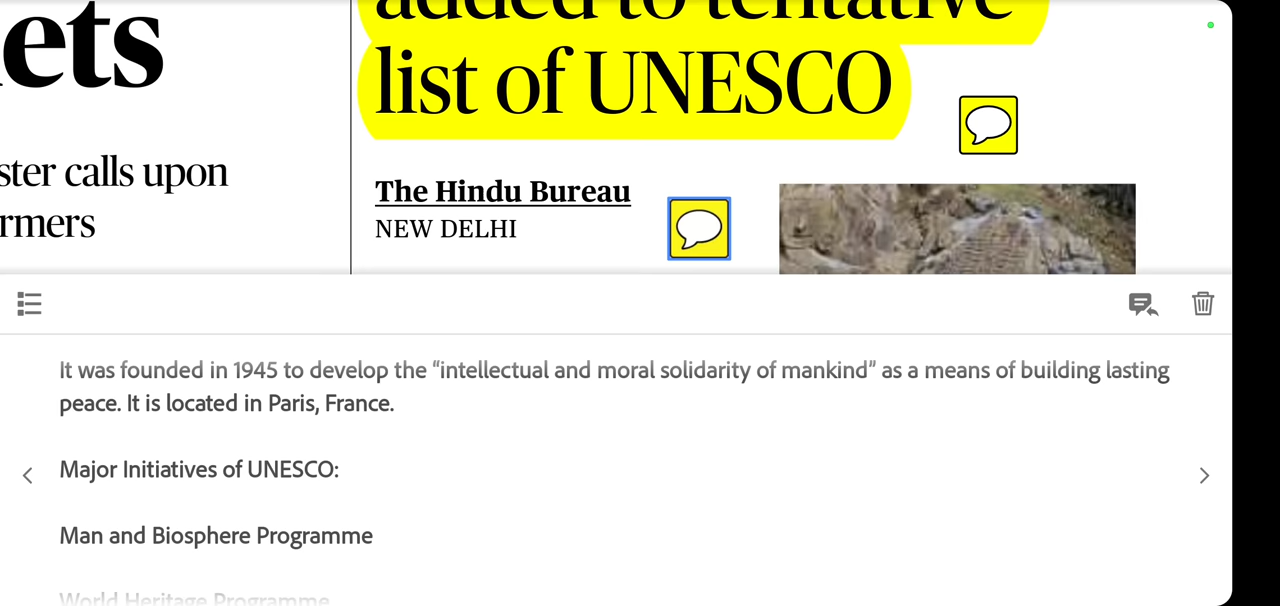 ets
added to tentative
list of UNESCO
ster calls upon
rmers
The Hindu Bureau
NEW DELHI
It was founded in 1945 to develop the “intellectual and moral solidarity of mankind” as a means of building lasting
peace. It is located in Paris, France.
Major Initiatives of UNESCO:
Man and Biosphere Programme
World Heritage Programme